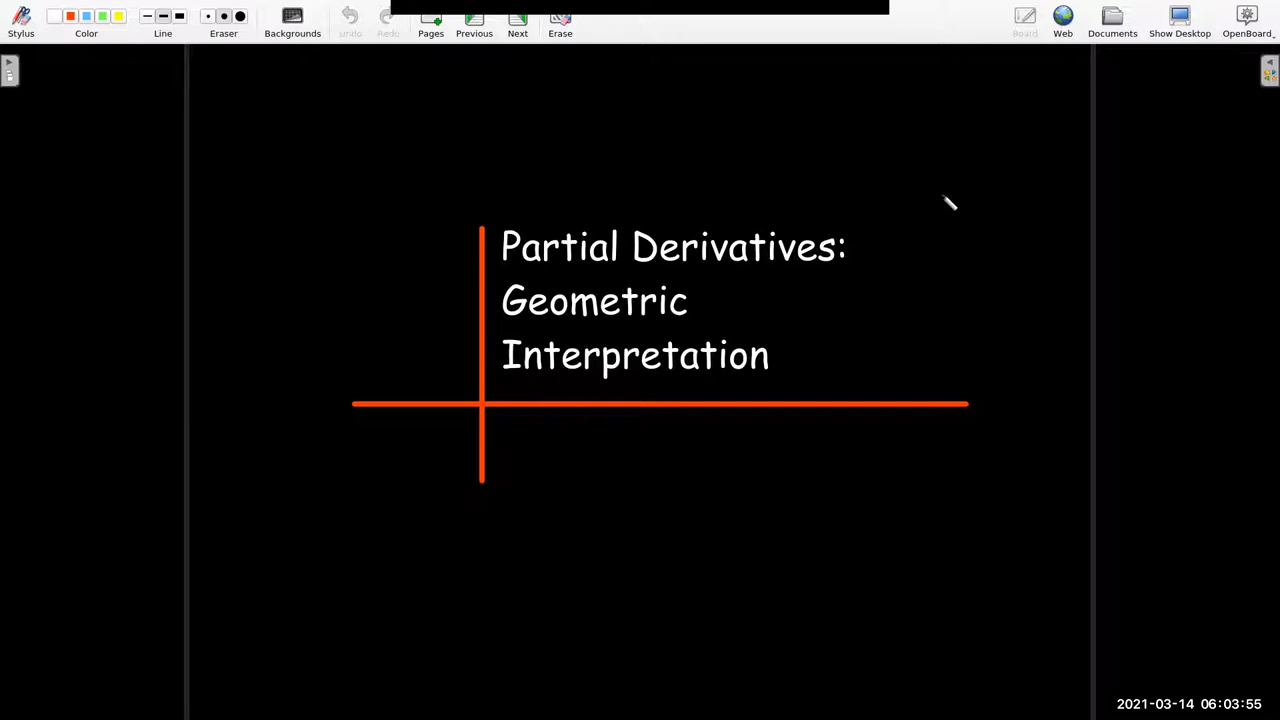 Stylus Color Line Eraser Backgrounds undo Redo Pages Previous Next Erase Board Web Documents Show Desktop OpenBoard
Partial Derivatives:
Geometric
Interpretation
2021-03-14 06:03:55